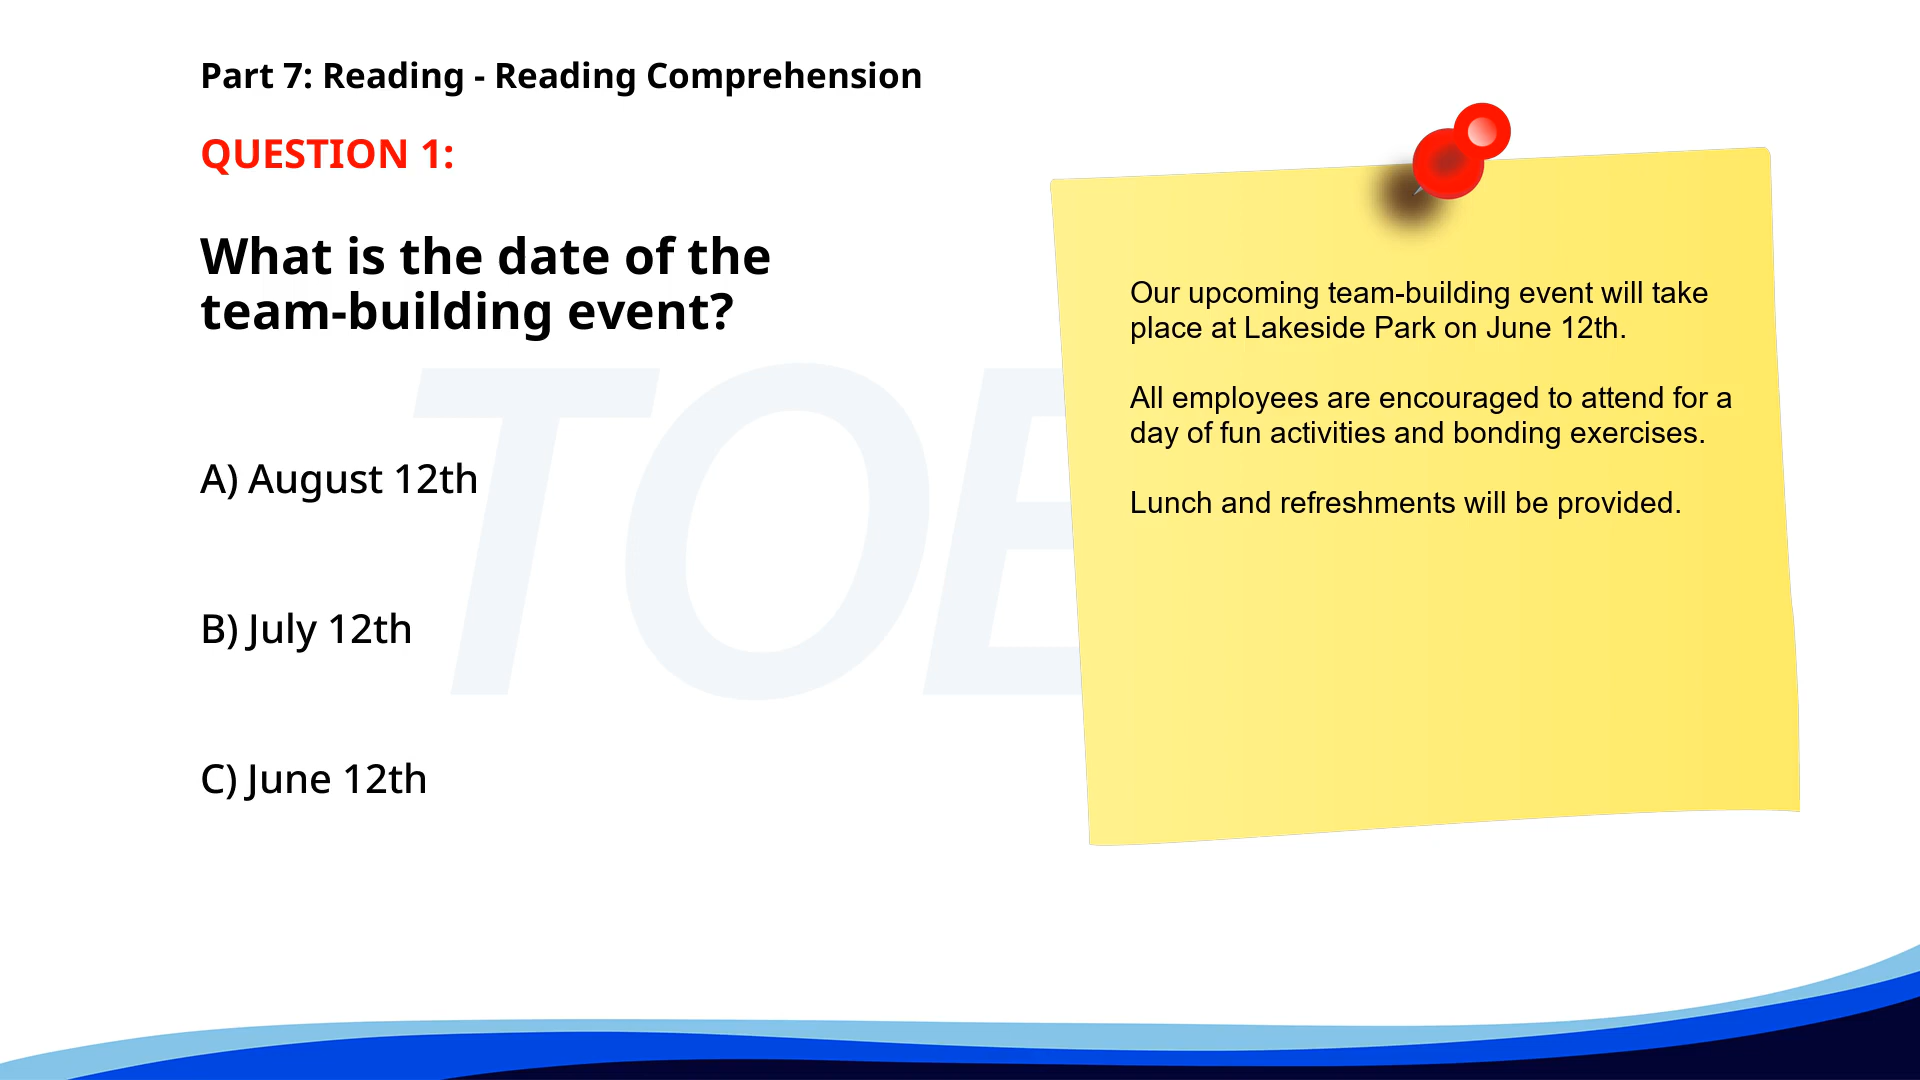 Part 7: Reading - Reading Comprehension
QUESTION 1:
What is the date of the
team-building event?
A) August 12th
B) July 12th
C) June 12th
Our upcoming team-building event will take
place at Lakeside Park on June 12th.
All employees are encouraged to attend for a
day of fun activities and bonding exercises.
Lunch and refreshments will be provided.
TOE